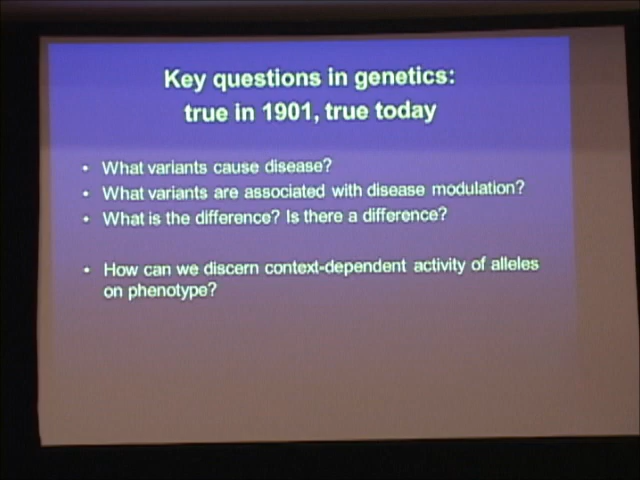 Key questions in genetics:
true in 1901, true today
• What variants cause disease?
• What variants are associated with disease modulation?
• What is the difference? Is there a difference?
• How can we discern context-dependent activity of alleles
on phenotype?